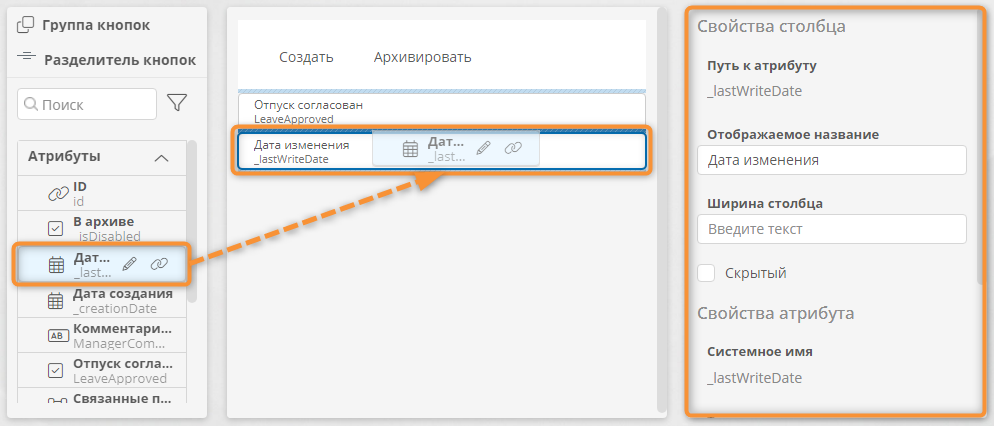 Группа кнопок
Разделитель кнопок
Поиск
Атрибуты
ID
id
В архиве
_isDisabled
Дат...
_last...
Дата создания
_creationDate
Комментари...
ManagerCom...
Отпуск согла...
LeaveApproved
Связанные п...
Создать
Архивировать
Отпуск согласован
LeaveApproved
Дата изменения
_lastWriteDate
Дат...
_last...
Свойства столбца
Путь к атрибуту
_lastWriteDate
Отображаемое название
Дата изменения
Ширина столбца
Введите текст
Скрытый
Свойства атрибута
Системное имя
_lastWriteDate